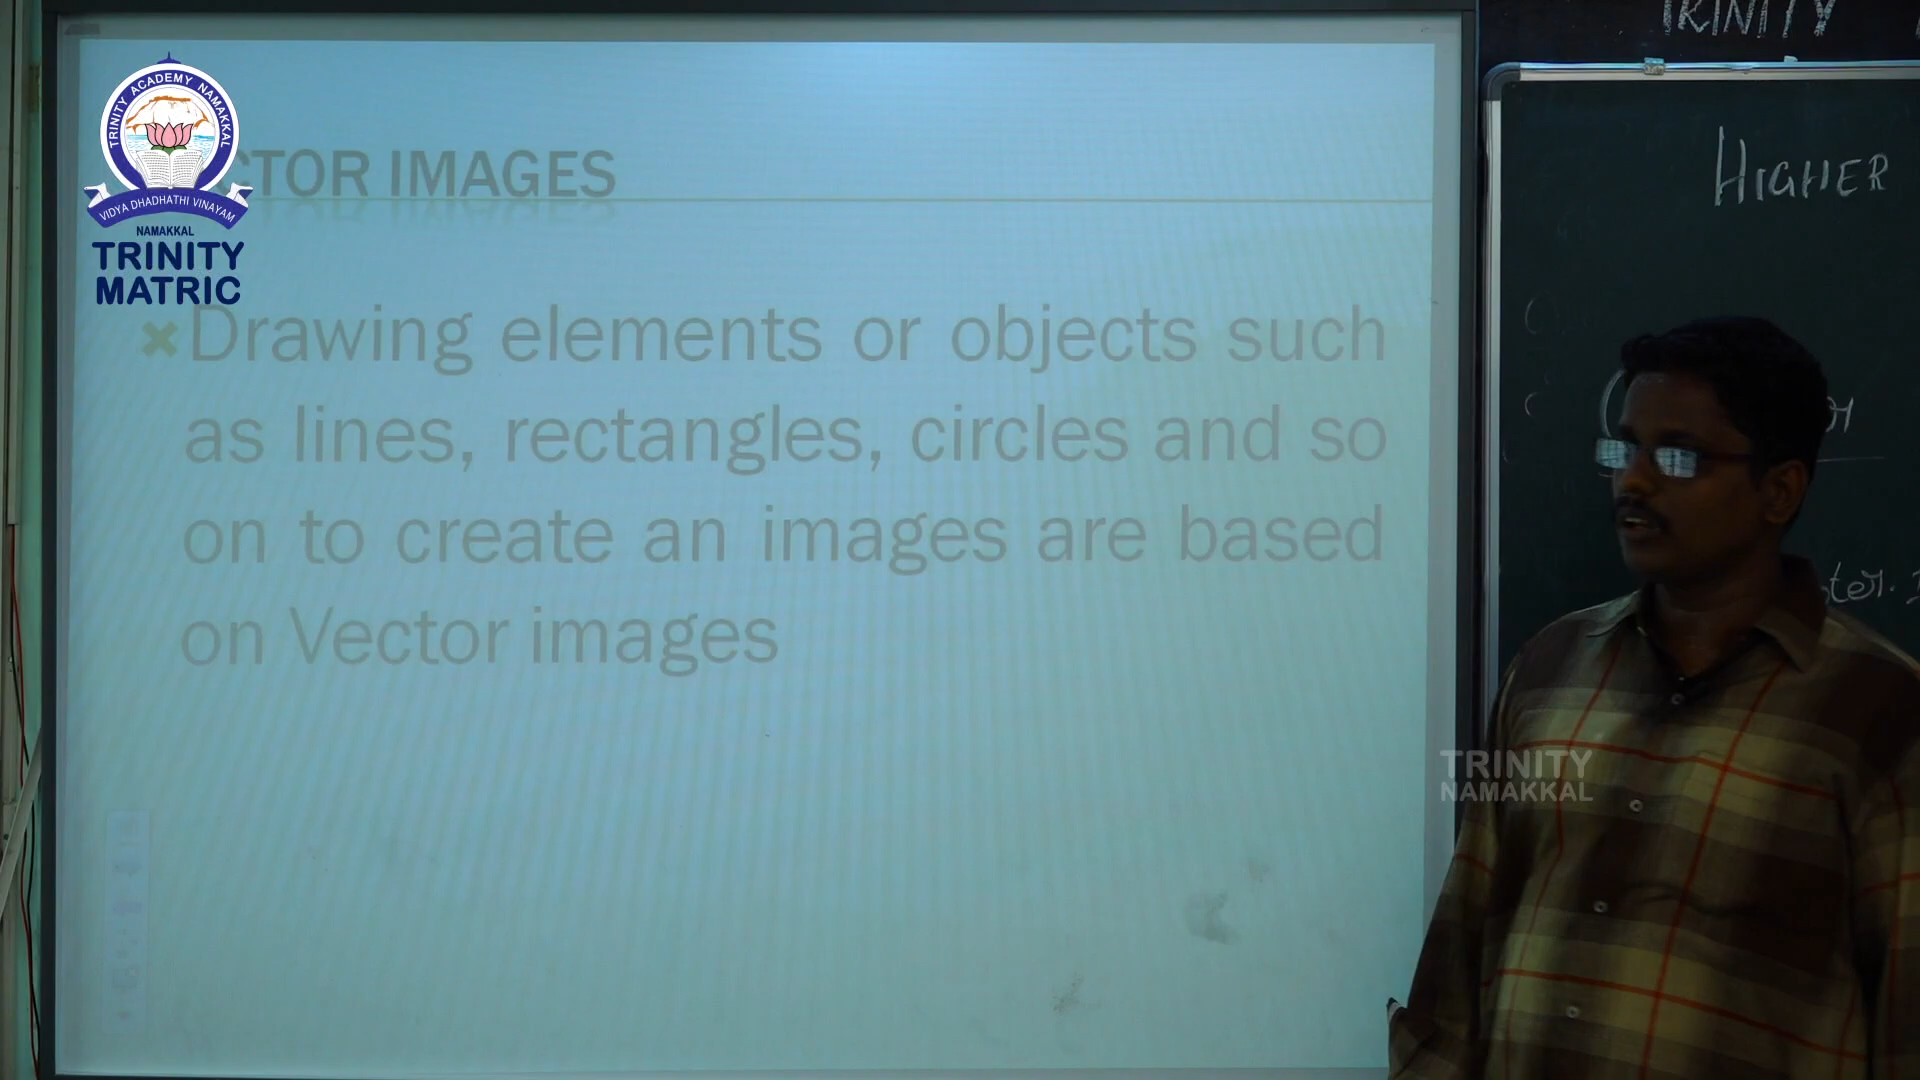 TRINITY
TRINITY ACADEMY NAMAKKAL
VIDYA DHADHATHI VINAYAM
NAMAKKAL
TRINITY
MATRIC
CTOR IMAGES
Drawing elements or objects such
as lines, rectangles, circles and so
on to create an images are based
on Vector images
HIGHER
TRINITY
NAMAKKAL